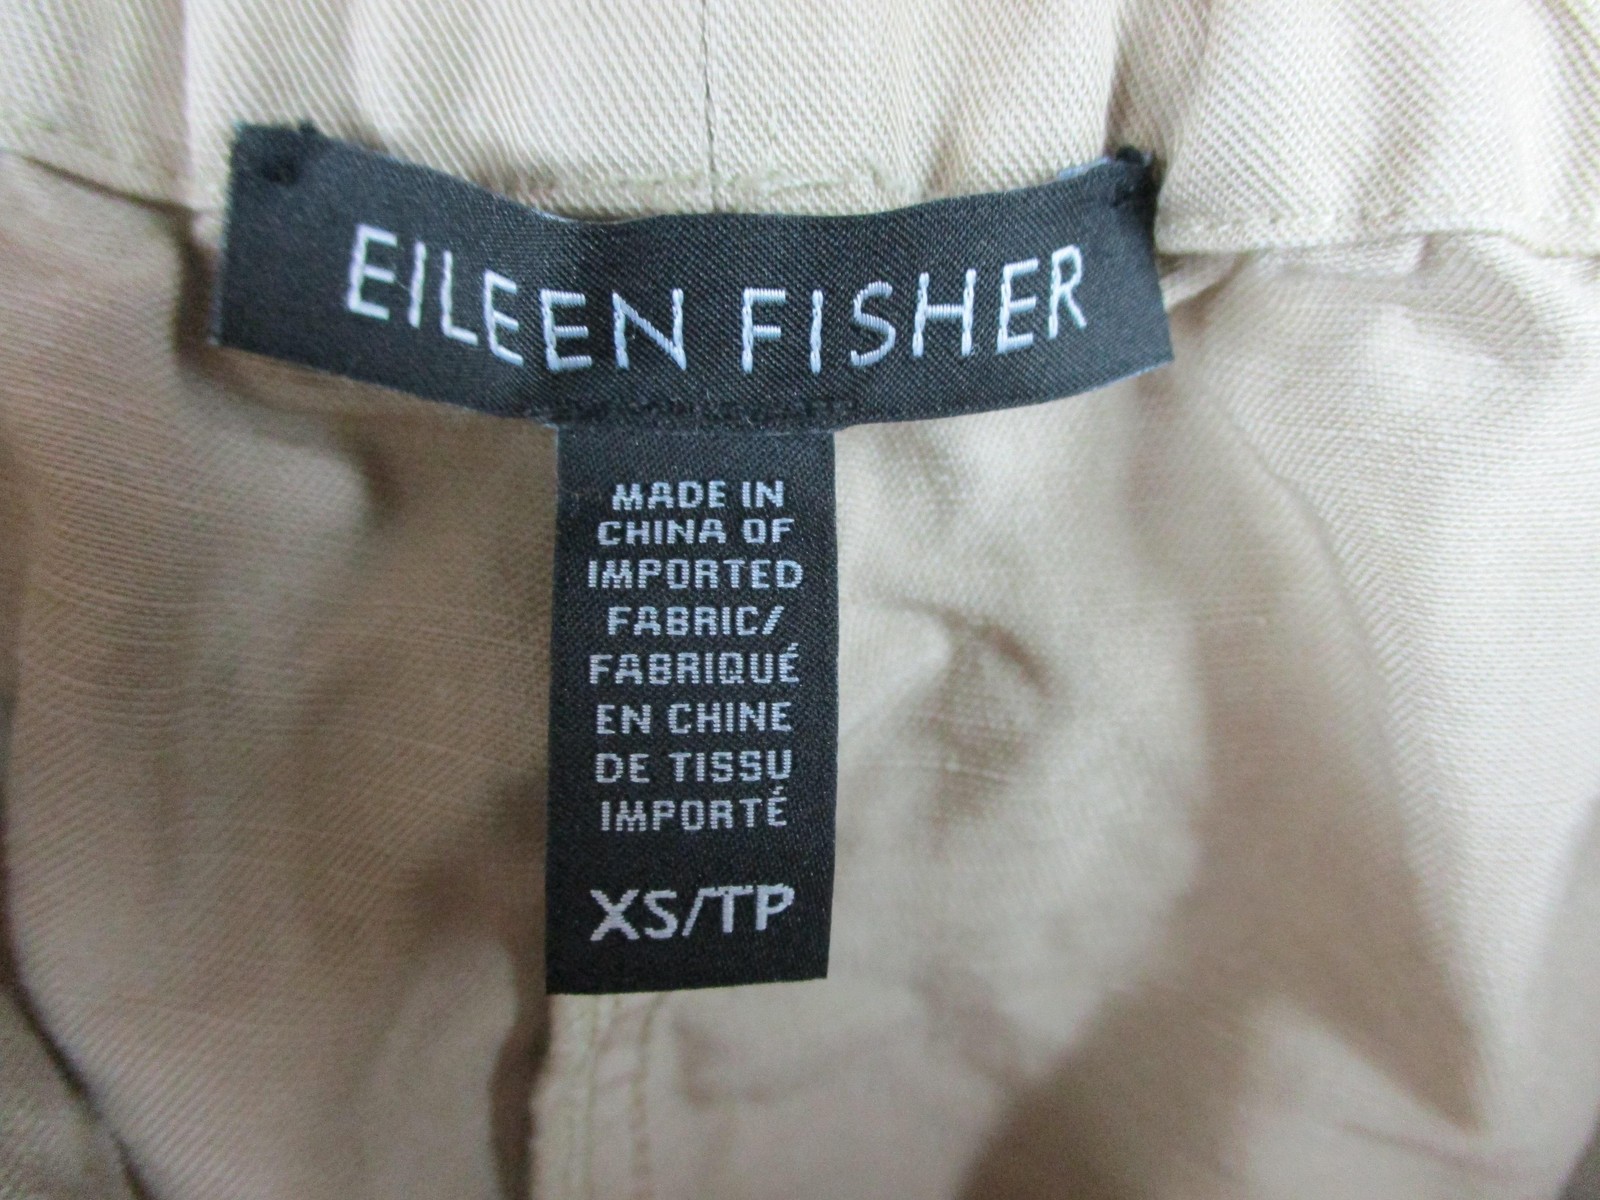 EILEEN FISHER
MADE IN
CHINA OF
IMPORTED
FABRIC/
FABRIQUÉ
EN CHINE
DE TISSU
IMPORTÉ
XS/TP